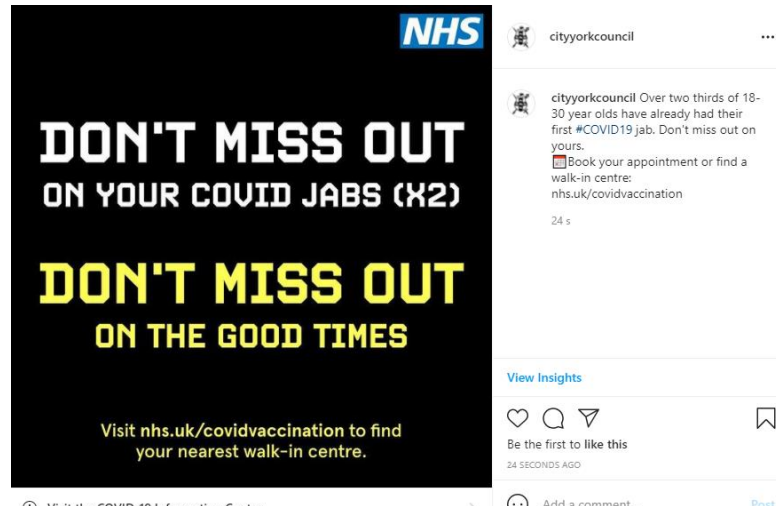 NHS
DON'T MISS OUT
ON YOUR COVID JABS (X2)
DON'T MISS OUT
ON THE GOOD TIMES
Visit nhs.uk/covidvaccination to find
your nearest walk-in centre.
cityyorkcouncil
cityyorkcouncil Over two thirds of 18-
30 year olds have already had their
first #COVID19 jab. Don't miss out on
yours.
Book your appointment or find a
walk-in centre:
nhs.uk/covidvaccination
24 s
View Insights
Be the first to like this
24 SECONDS AGO
Add a comment...
Post